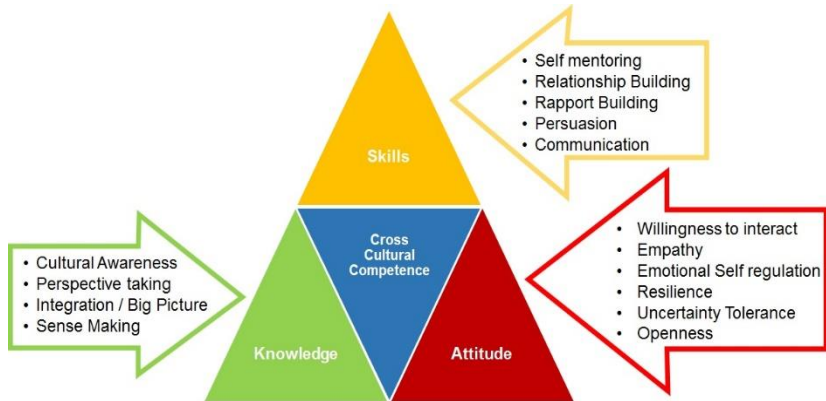 • Self mentoring
• Relationship Building
• Rapport Building
• Persuasion
• Communication
Skills
• Willingness to interact
• Empathy
• Emotional Self regulation
• Resilience
• Uncertainty Tolerance
• Openness
Cross
Cultural
Competence
• Cultural Awareness
• Perspective taking
• Integration / Big Picture
• Sense Making
Knowledge
Attitude